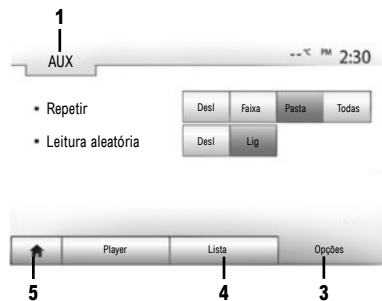 1
AUX
--°C PM 2:30
▪ Repetir Desl Faixa Pasta Todas
▪ Leitura aleatória Desl Lig
Player Lista Opções
5 4 3